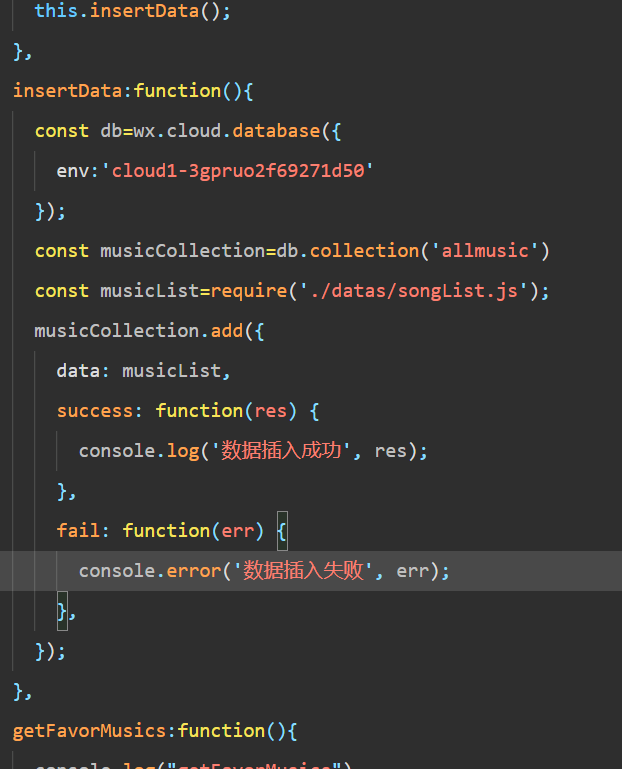 this.insertData();
},
insertData:function(){
const db=wx.cloud.database({
env:'cloud1-3gpruo2f69271d50'
});
const musicCollection=db.collection('allmusic')
const musicList=require('./datas/songList.js');
musicCollection.add({
data: musicList,
success: function(res) {
console.log('数据插入成功', res);
},
fail: function(err) {
console.error('数据插入失败', err);
},
});
},
getFavorMusics:function(){
console.log("getFavorMusics")